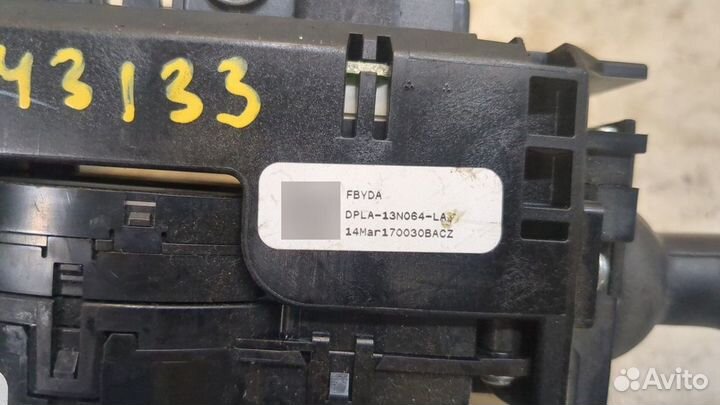 43133
FBYDA
DPLA-13N064-LA
14Mar170030BACZ
Avito